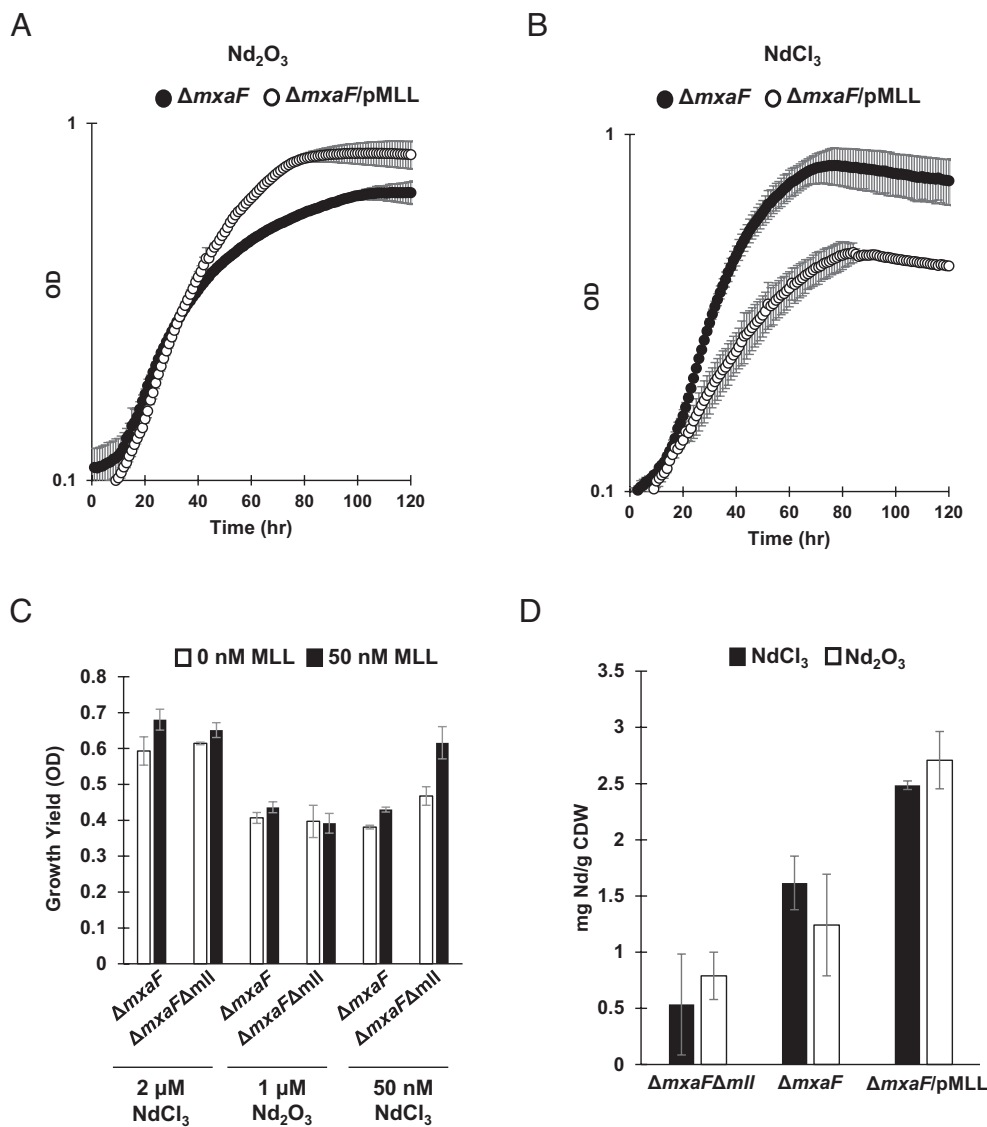 A
Nd₂O₃
ΔmxaF ΔmxaF/pMLL
1
OD
0.1
0 20 40 60 80 100 120
Time (hr)
B
NdCl₃
ΔmxaF ΔmxaF/pMLL
1
OD
0.1
0 20 40 60 80 100 120
Time (hr)
C
0 nM MLL 50 nM MLL
Growth Yield (OD)
0.8
0.7
0.6
0.5
0.4
0.3
0.2
0.1
0
ΔmxaF ΔmxaFΔmll ΔmxaF ΔmxaFΔmll ΔmxaF ΔmxaFΔmll
2 µM 1 µM 50 nM
NdCl₃ Nd₂O₃ NdCl₃
D
NdCl₃ Nd₂O₃
mg Nd/g CDW
3.5
3
2.5
2
1.5
1
0.5
0
ΔmxaFΔmll ΔmxaF ΔmxaF/pMLL